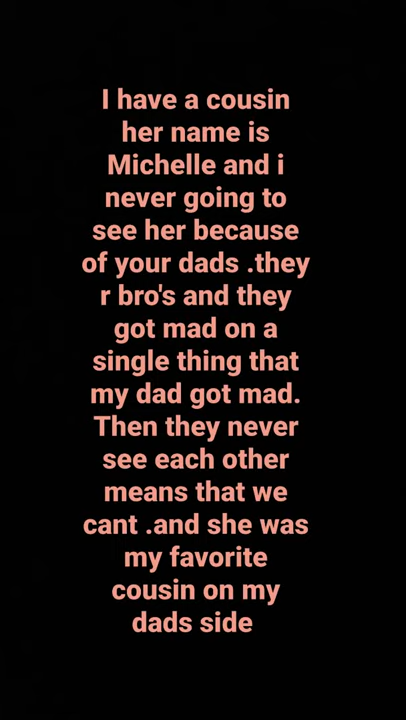 I have a cousin
her name is
Michelle and i
never going to
see her because
of your dads .they
r bro's and they
got mad on a
single thing that
my dad got mad.
Then they never
see each other
means that we
cant .and she was
my favorite
cousin on my
dads side